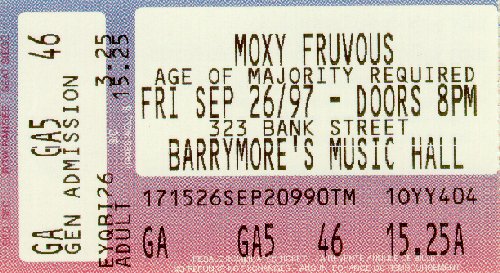 MOXY FRUVOUS
AGE OF MAJORITY REQUIRED
FRI SEP 26/97 - DOORS 8PM
323 BANK STREET
BARRYMORE'S MUSIC HALL
171526SEP20990TM 10YY404
GA GA5 46 15.25A
GA GA5 46
GEN ADMISSION
EYQBI26 3.25
ADULT 15.25